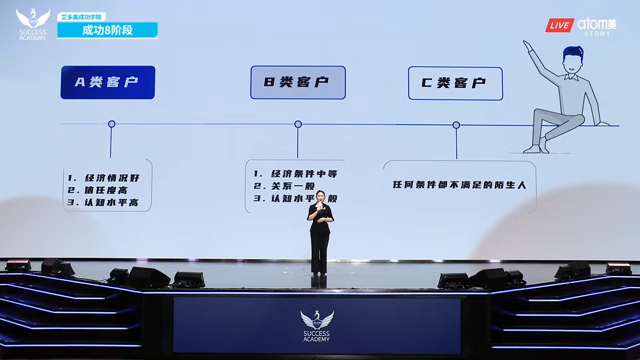 SUCCESS
ACADEMY
艾多美成功学院
成功8阶段
LIVE
atom美
ATOMY
A类客户
B类客户
C类客户
1. 经济情况好
2. 信任度高
3. 认知水平高
1. 经济条件中等
2. 关系一般
3. 认知水平 般
任何条件都不满足的陌生人
SUCCESS
ACADEMY